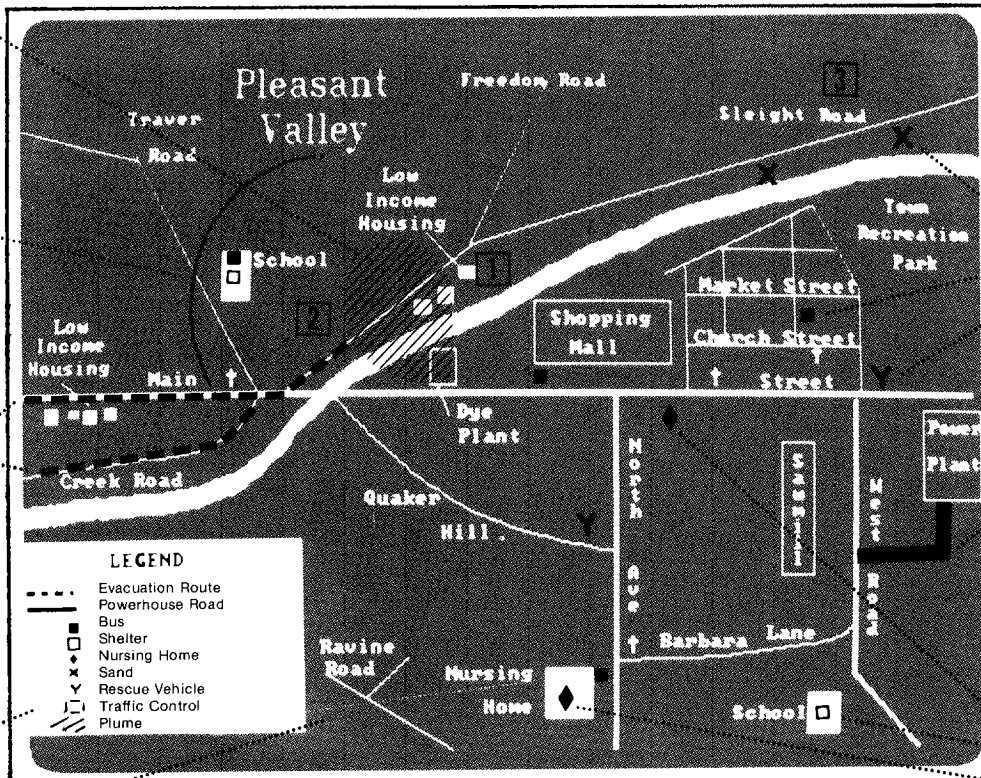 Pleasant
Valley
Freedom Road
3
Sleight Road
Traver
Road
Low
Income
Housing
Town
Recreation
Park
School
1
Market Street
2
Shopping
Mall
Church Street
Low
Income
Housing
Main
Street
Dye
Plant
Power
Plant
Creek Road
North
Ave
Sawmill
West
Road
Quaker
Hill
LEGEND
Evacuation Route
Powerhouse Road
Bus
Shelter
Nursing Home
Sand
Rescue Vehicle
Traffic Control
Plume
Ravine
Road
Barbara Lane
Nursing
Home
School